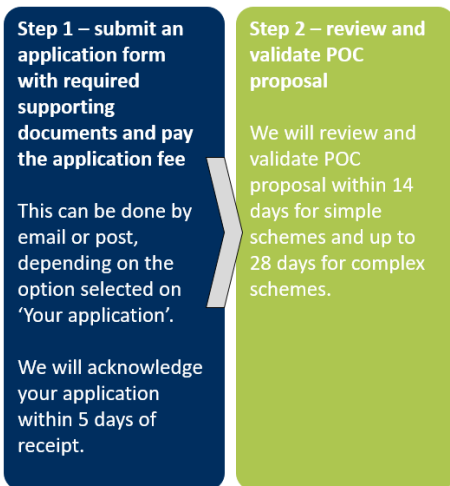 Step 1 – submit an
application form
with required
supporting
documents and pay
the application fee
This can be done by
email or post,
depending on the
option selected on
‘Your application’.
We will acknowledge
your application
within 5 days of
receipt.
Step 2 – review and
validate POC
proposal
We will review and
validate POC
proposal within 14
days for simple
schemes and up to
28 days for complex
schemes.